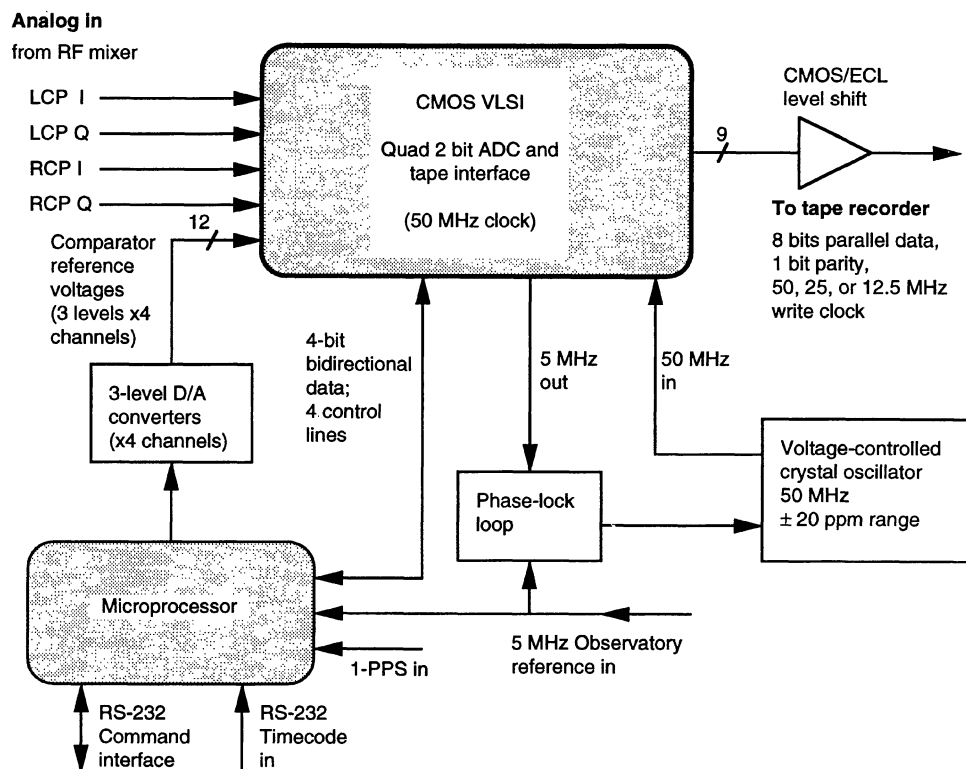 Analog in
from RF mixer
LCP I
LCP Q
RCP I
RCP Q
12
Comparator
reference
voltages
(3 levels x4
channels)
CMOS VLSI
Quad 2 bit ADC and
tape interface
(50 MHz clock)
9
CMOS/ECL
level shift
To tape recorder
8 bits parallel data,
1 bit parity,
50, 25, or 12.5 MHz
write clock
3-level D/A
converters
(x4 channels)
4-bit
bidirectional
data;
4 control
lines
5 MHz
out
50 MHz
in
Phase-lock
loop
Voltage-controlled
crystal oscillator
50 MHz
± 20 ppm range
Microprocessor
5 MHz Observatory
reference in
1-PPS in
RS-232
Command
interface
RS-232
Timecode
in